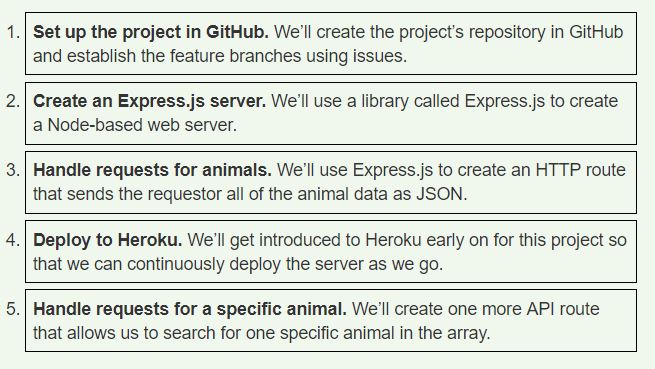 1. Set up the project in GitHub. We’ll create the project’s repository in GitHub
and establish the feature branches using issues.
2. Create an Express.js server. We’ll use a library called Express.js to create
a Node-based web server.
3. Handle requests for animals. We’ll use Express.js to create an HTTP route
that sends the requestor all of the animal data as JSON.
4. Deploy to Heroku. We’ll get introduced to Heroku early on for this project so
that we can continuously deploy the server as we go.
5. Handle requests for a specific animal. We’ll create one more API route
that allows us to search for one specific animal in the array.